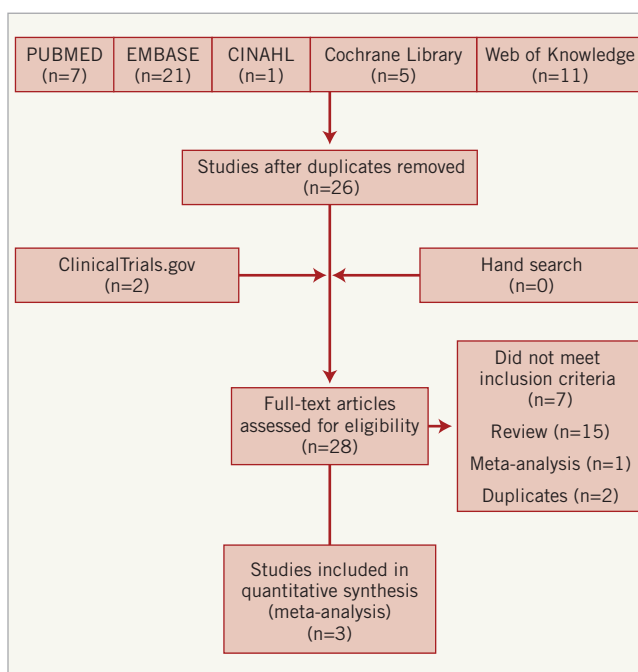 PUBMED
(n=7)
EMBASE
(n=21)
CINAHL
(n=1)
Cochrane Library
(n=5)
Web of Knowledge
(n=11)
Studies after duplicates removed
(n=26)
ClinicalTrials.gov
(n=2)
Hand search
(n=0)
Full-text articles
assessed for eligibility
(n=28)
Did not meet
inclusion criteria
(n=7)
Review (n=15)
Meta-analysis (n=1)
Duplicates (n=2)
Studies included in
quantitative synthesis
(meta-analysis)
(n=3)